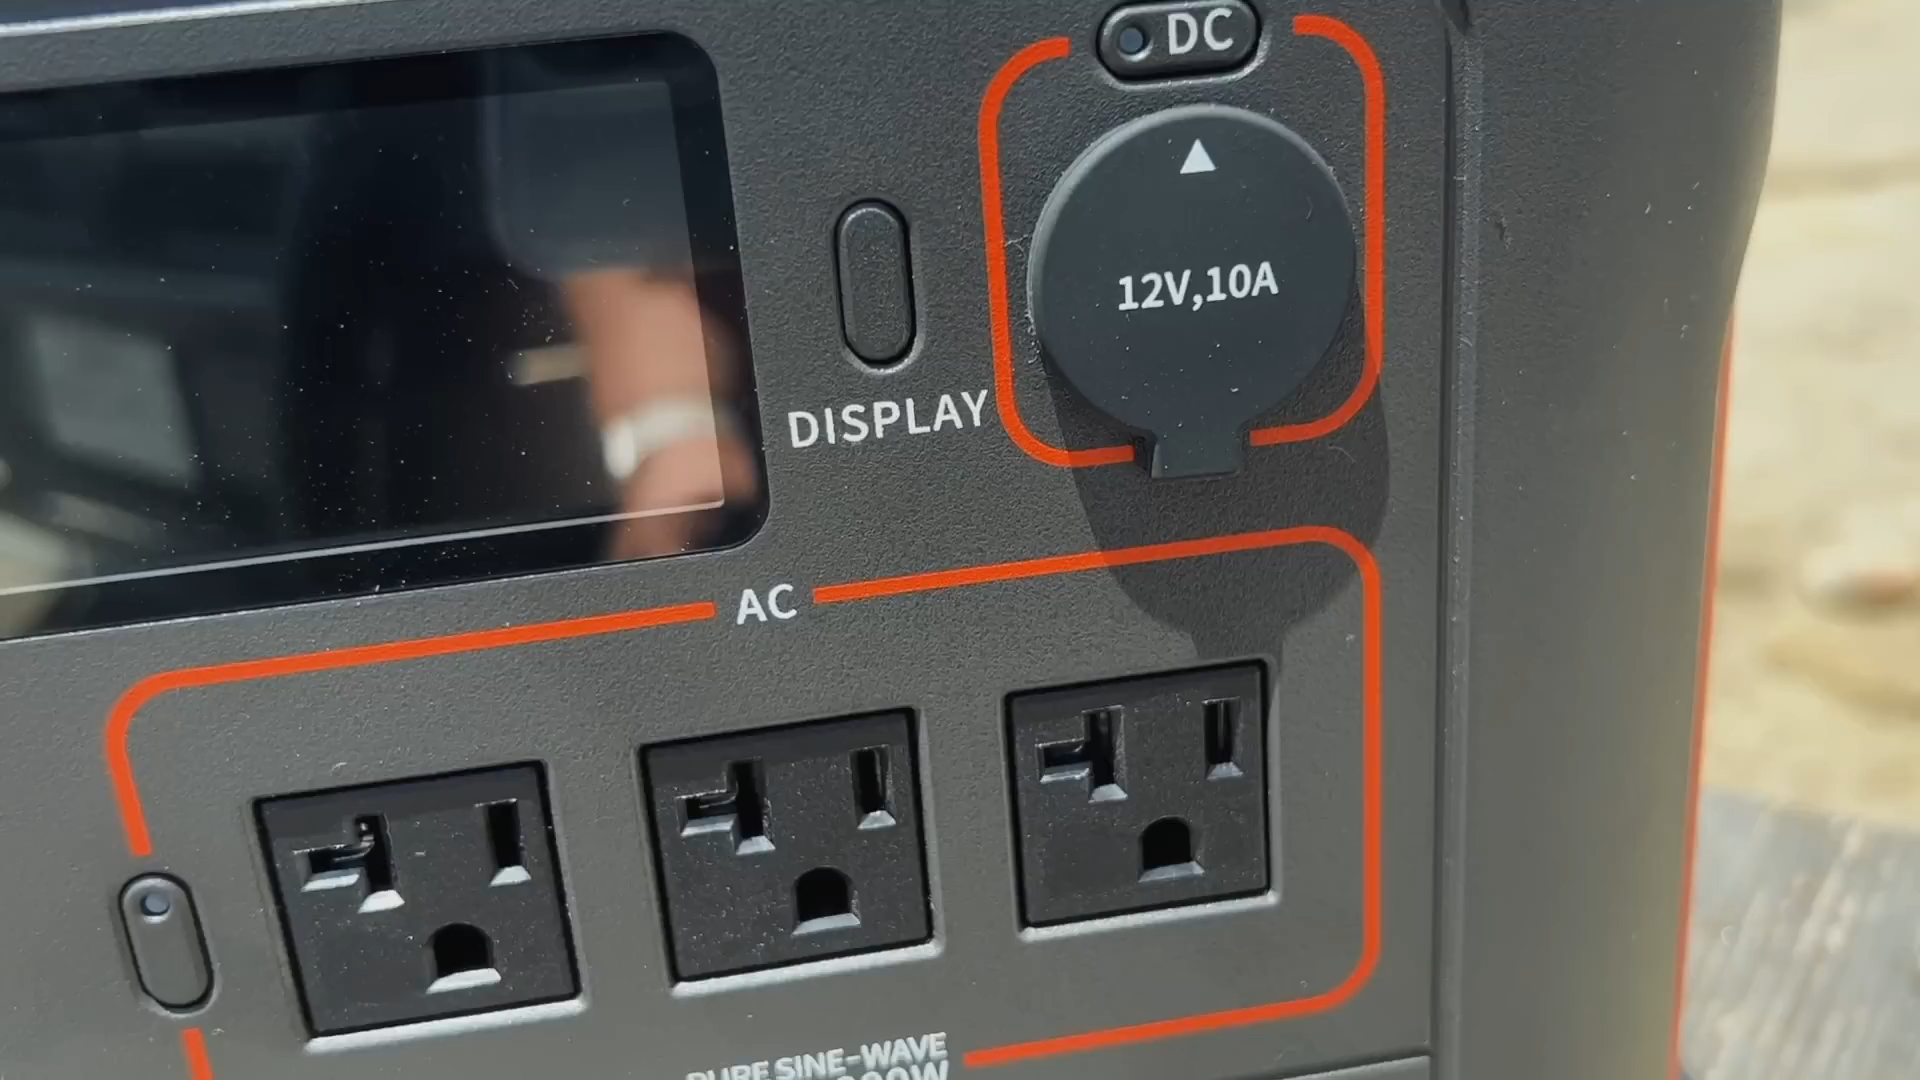 DC
12V,10A
DISPLAY
AC
PURE SINE-WAVE